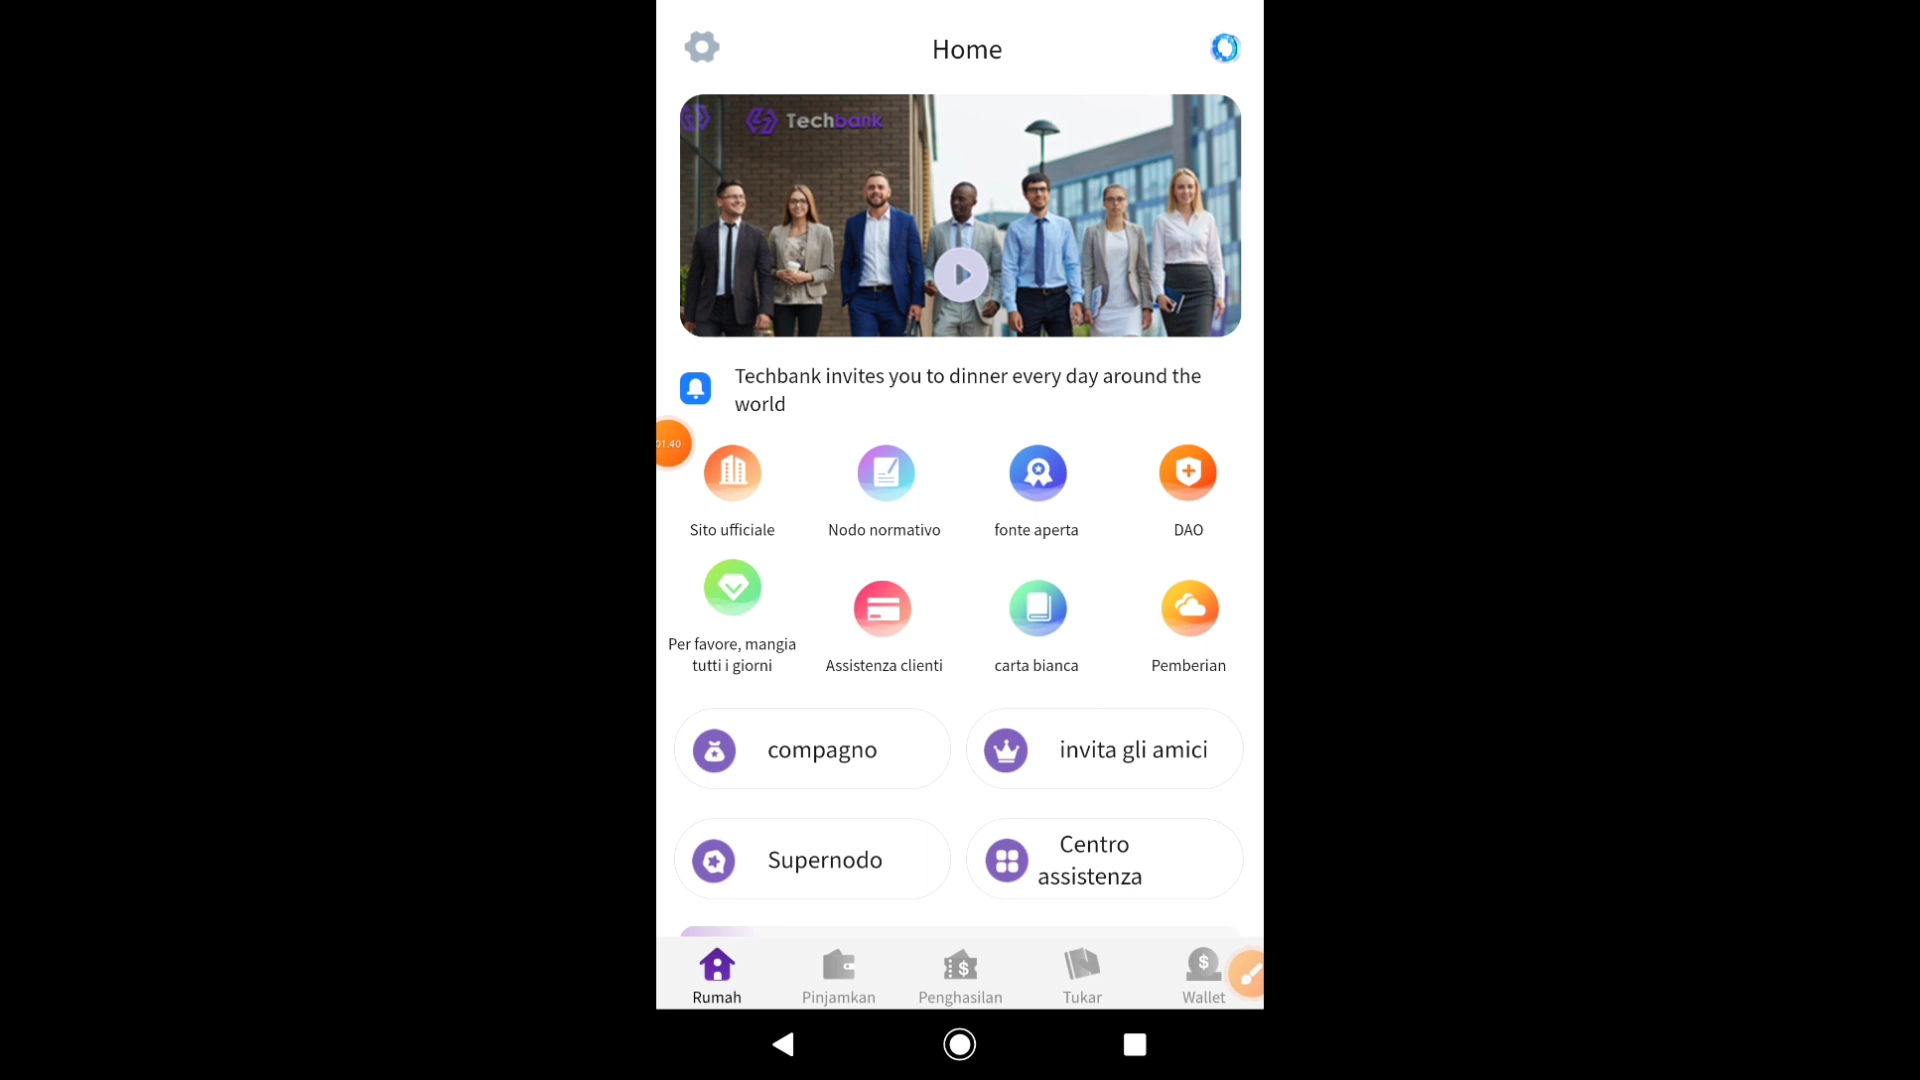 Home
Techbank
Techbank invites you to dinner every day around the
world
01:40
Sito ufficiale
Nodo normativo
fonte aperta
DAO
Per favore, mangia
tutti i giorni
Assistenza clienti
carta bianca
Pemberian
compagno
invita gli amici
Supernodo
Centro
assistenza
Rumah
Pinjamkan
Penghasilan
Tukar
Wallet